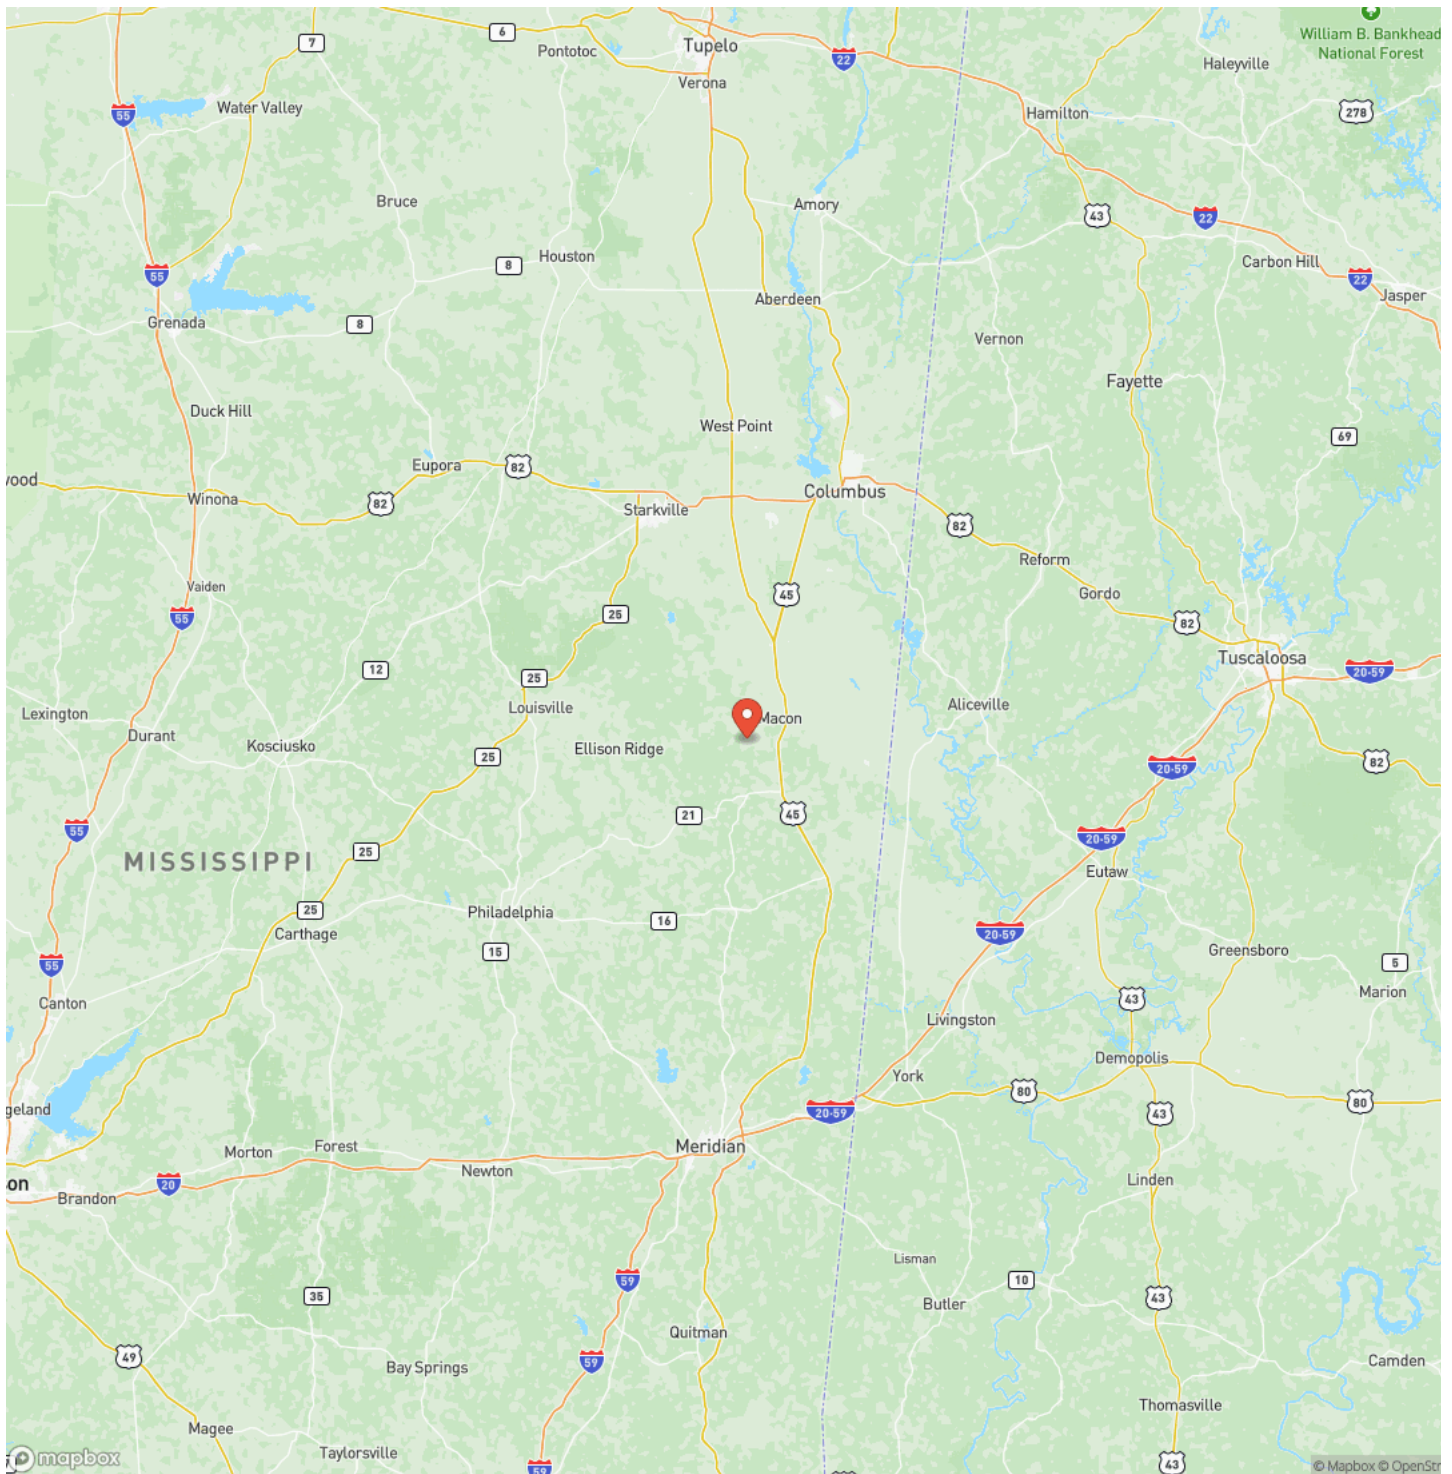 6
7
Pontotoc
Tupelo
22
William B. Bankhead
National Forest
Haleyville
Verona
55
Water Valley
Hamilton
278
Bruce
Amory
43
22
Houston
8
55
Carbon Hill
22
Jasper
Aberdeen
Grenada
8
Vernon
Fayette
Duck Hill
West Point
69
Eupora
82
wood
Winona
82
Columbus
Starkville
82
Reform
Vaiden
45
Gordo
55
25
82
Tuscaloosa
12
25
20-59
Lexington
Louisville
Aliceville
Macon
Durant
Kosciusko
Ellison Ridge
25
20-59
82
21
45
55
20-59
25
MISSISSIPPI
Eutaw
25
Philadelphia
16
Carthage
20-59
15
Greensboro
55
5
Canton
43
Marion
Livingston
Demopolis
York
80
geland
20-59
43
80
Meridian
Morton
Forest
Newton
on
20
Brandon
Linden
Lisman
59
10
35
Butler
43
Quitman
49
59
Bay Springs
Camden
Thomasville
Magee
Taylorsville
mapbox
59
43
© Mapbox © OpenStr